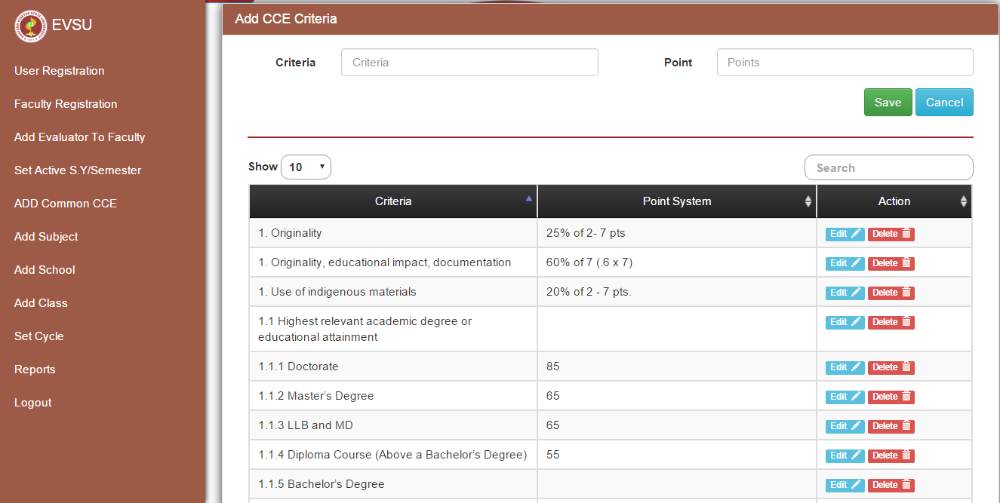 EVSU
User Registration
Faculty Registration
Add Evaluator To Faculty
Set Active S.Y/Semester
ADD Common CCE
Add Subject
Add School
Add Class
Set Cycle
Reports
Logout
Add CCE Criteria
Criteria Criteria Point Points
Save Cancel
Show 10 Search
Criteria Point System Action
1. Originality 25% of 2- 7 pts Edit Delete
1. Originality, educational impact, documentation 60% of 7 (.6 x 7) Edit Delete
1. Use of indigenous materials 20% of 2 - 7 pts. Edit Delete
1.1 Highest relevant academic degree or Edit Delete
educational attainment
1.1.1 Doctorate 85 Edit Delete
1.1.2 Master’s Degree 65 Edit Delete
1.1.3 LLB and MD 65 Edit Delete
1.1.4 Diploma Course (Above a Bachelor’s Degree) 55 Edit Delete
1.1.5 Bachelor’s Degree Edit Delete